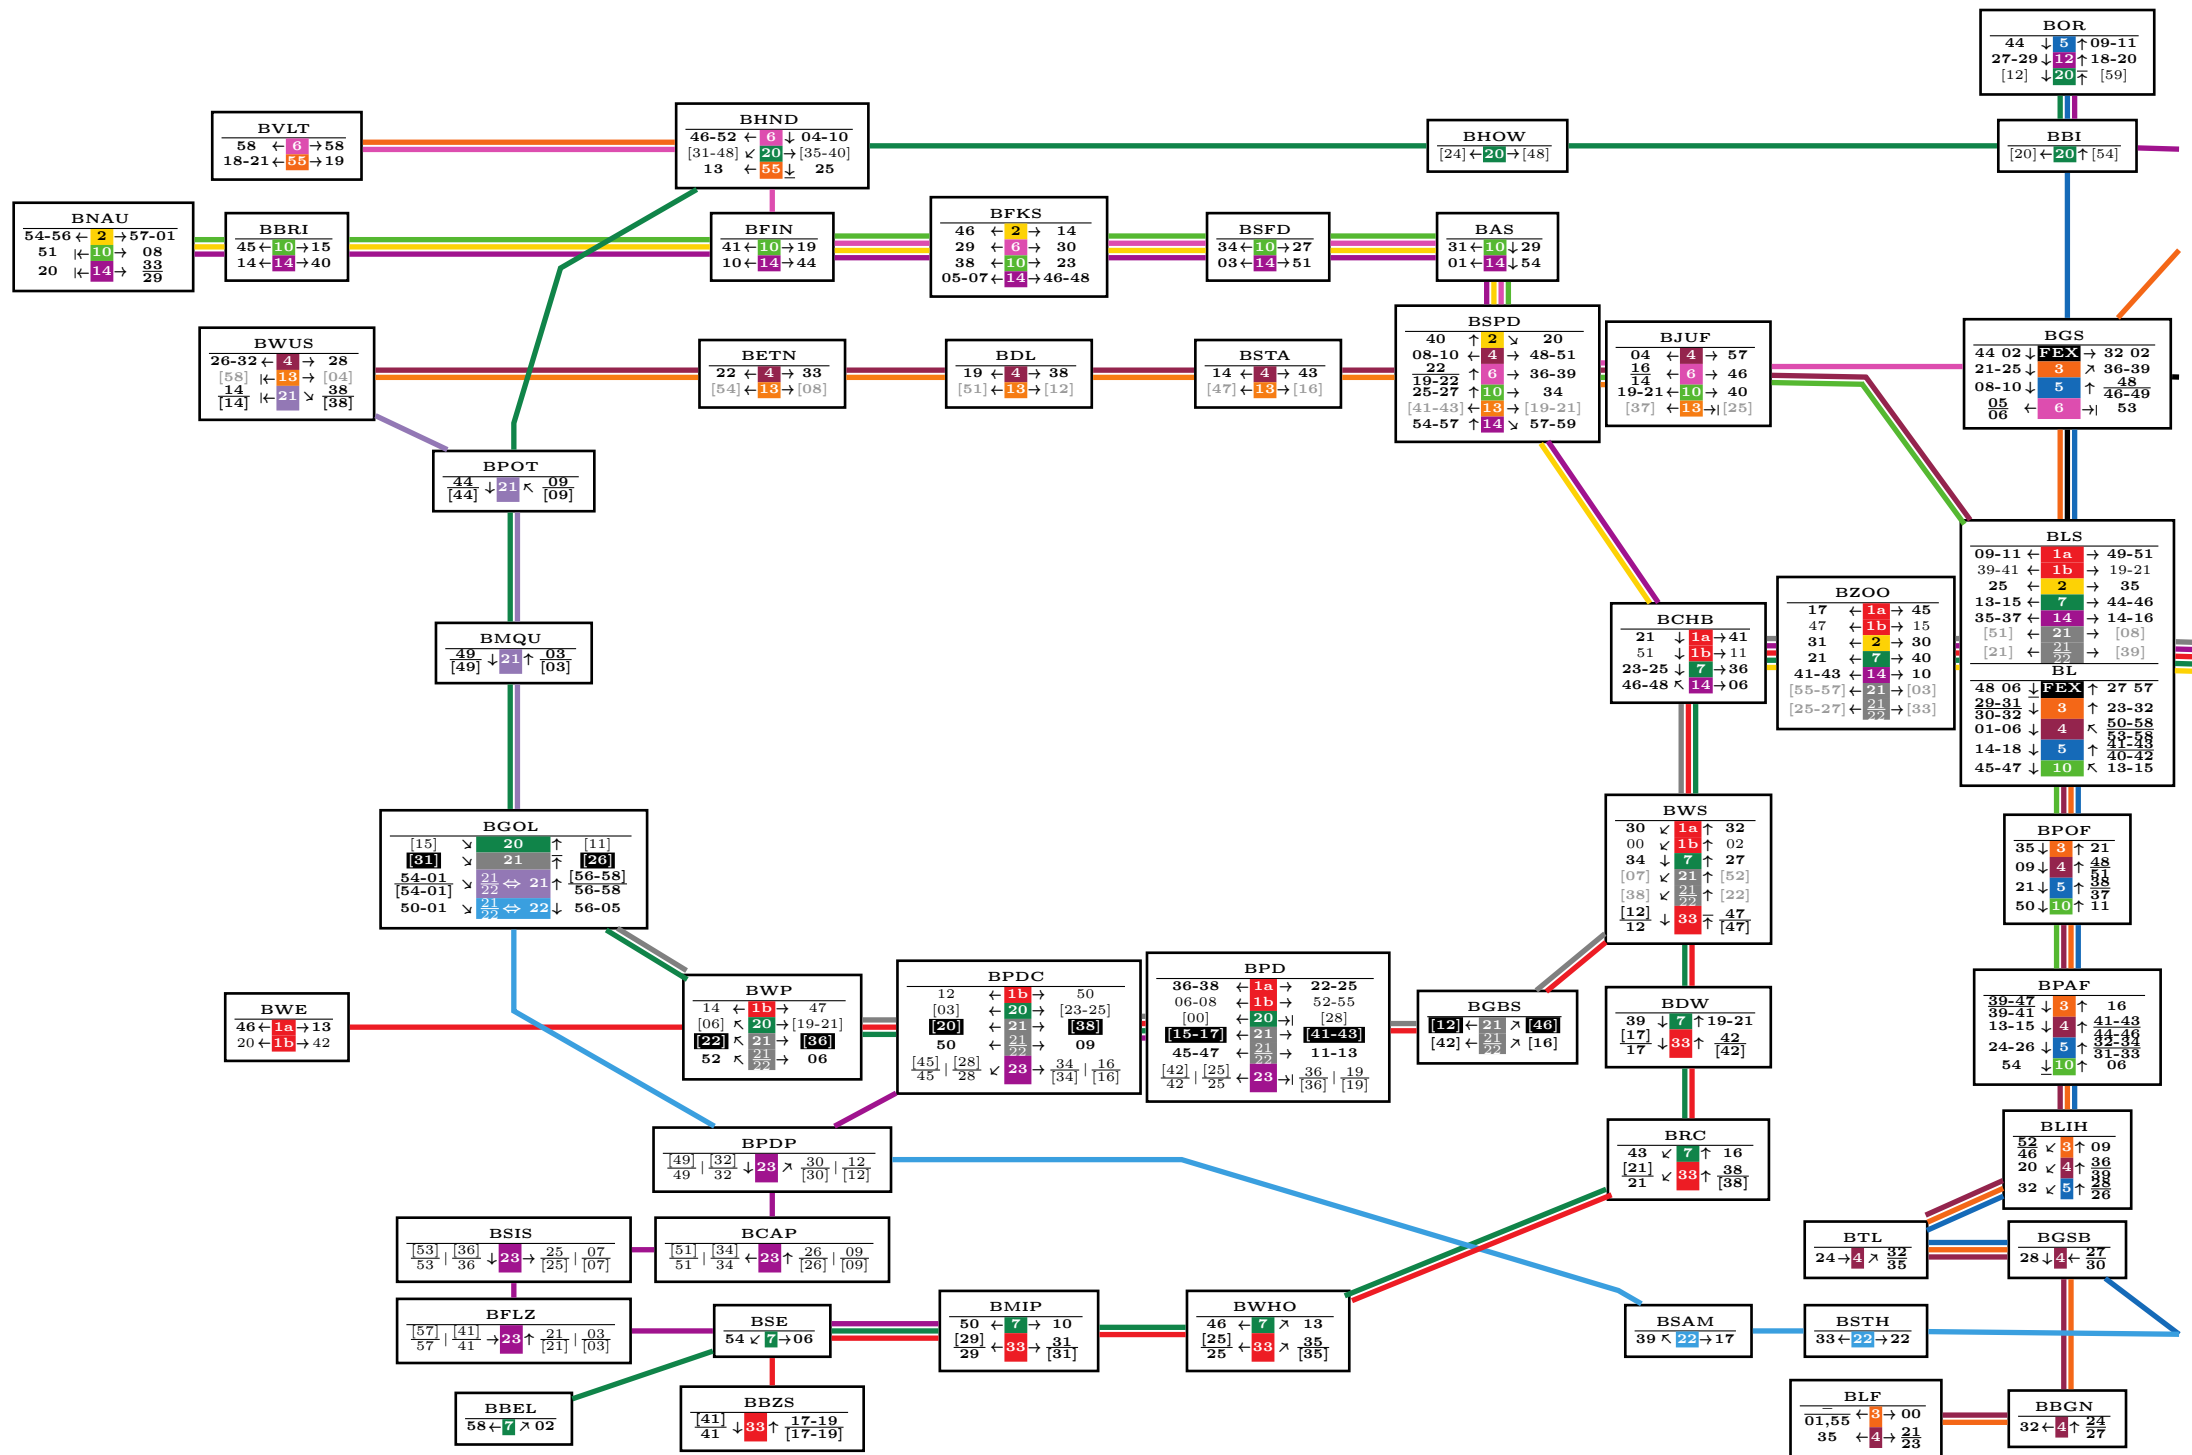 BOR
44 ↓ 5 ↑ 09-11
27-29 ↓ 12 ↑ 18-20
[12] ↓ 20 ↑ [59]
BVLT
58 ← 6 → 58
18-21 ← 55 → 19
BHND
46-52 ← 6 ↓ 04-10
[31-48] ↙ 20 → [35-40]
13 ← 55 ↓ 25
BHOW
[24] ← 20 → [48]
BBI
[20] ← 20 ↑ [54]
BNAU
54-56 ← 2 → 57-01
51 |← 10 → 08
20 |← 14 → 33/29
BBRI
45 ← 10 → 15
14 ← 14 → 40
BFIN
41 ← 10 → 19
10 ← 14 → 44
BFKS
46 ← 2 → 14
29 ← 6 → 30
38 ← 10 → 23
05-07 ← 14 → 46-48
BSFD
34 ← 10 → 27
03 ← 14 → 51
BAS
31 ← 10 ↓ 29
01 ← 14 ↓ 54
BWUS
26-32 ← 4 → 28
[58] |← 13 → [04]
14/[14] |← 21 ↘ 38/[38]
BETN
22 ← 4 → 33
[54] ← 13 → [08]
BDL
19 ← 4 → 38
[51] ← 13 → [12]
BSTA
14 ← 4 → 43
[47] ← 13 → [16]
BSPD
40 ↑ 2 ↘ 20
08-10 ← 4 → 48-51
22/19-22 ↑ 6 → 36-39
25-27 ↑ 10 → 34
[41-43] ← 13 → [19-21]
54-57 ↑ 14 ↘ 57-59
BJUF
04 ← 4 → 57
16/14 ← 6 → 46
19-21 ← 10 → 40
[37] ← 13 →| [25]
BGS
44 02 ↓ FEX → 32 02
21-25 ↓ 3 ↗ 36-39
08-10 ↓ 5 ↑ 48/46-49
05/06 ← 6 →| 53
BPOT
44/[44] ↓ 21 ↖ 09/[09]
BLS
09-11 ← 1a → 49-51
39-41 ← 1b → 19-21
25 ← 2 → 35
13-15 ← 7 → 44-46
35-37 ← 14 → 14-16
[51] ← 21 → [08]
[21] ← 21/22 → [39]
BL
48 06 ↓ FEX ↑ 27 57
29-31/30-32 ↓ 3 ↑ 23-32
01-06 ↓ 4 ↖ 50-58/53-58
14-18 ↓ 5 ↑ 41-43/40-42
45-47 ↓ 10 ↖ 13-15
BMQU
49/[49] ↓ 21 ↑ 03/[03]
BCHB
21 ↓ 1a → 41
51 ↓ 1b → 11
23-25 ↓ 7 → 36
46-48 ↖ 14 → 06
BZOO
17 ← 1a → 45
47 ← 1b → 15
31 ← 2 → 30
21 ← 7 → 40
41-43 ← 14 → 10
[55-57] ← 21 → [03]
[25-27] ← 21/22 → [33]
BGOL
[15] ↘ 20 ↑ [11]
[31] ↘ 21 ↑ [26]
54-01/[54-01] ↘ 21/22 ⇔ 21 ↑ [56-58]/56-58
50-01 ↘ 21/22 ⇔ 22 ↓ 56-05
BWS
30 ↙ 1a ↑ 32
00 ↙ 1b ↑ 02
34 ↓ 7 ↑ 27
[07] ↙ 21 ↑ [52]
[38] ↙ 21/22 ↑ [22]
[12]/12 ↓ 33 ↑ 47/[47]
BPOF
35 ↓ 3 ↑ 21
09 ↓ 4 ↑ 48/51
21 ↓ 5 ↑ 38/37
50 ↓ 10 ↑ 11
BWE
46 ← 1a → 13
20 ← 1b → 42
BWP
14 ← 1b → 47
[06] ↖ 20 → [19-21]
[22] ↖ 21 → [36]
52 ↖ 21/22 → 06
BPDC
12 ← 1b → 50
[03] ← 20 → [23-25]
[20] ← 21 → [38]
50 ← 21/22 → 09
[45]/45 | [28]/28 ↙ 23 → 34/[34] | 16/[16]
BPD
36-38 ← 1a → 22-25
06-08 ← 1b → 52-55
[00] ← 20 →| [28]
[15-17] ← 21 → [41-43]
45-47 ← 21/22 → 11-13
[42]/42 | [25]/25 ← 23 →| 36/[36] | 19/[19]
BGBS
[12] ← 21 ↗ [46]
[42] ← 21/22 ↗ [16]
BDW
39 ↓ 7 ↑ 19-21
[17]/17 ↓ 33 ↑ 42/[42]
BPAF
39-47/39-41 ↓ 3 ↑ 16
13-15 ↓ 4 ↑ 41-43/44-46
24-26 ↓ 5 ↑ 32-34/31-33
54 ↓ 10 ↑ 06
BPDP
[49]/49 | [32]/32 ↓ 23 ↗ 30/[30] | 12/[12]
BRC
43 ↙ 7 ↑ 16
[21]/21 ↙ 33 ↑ 38/[38]
BLIH
52/46 ↙ 3 ↑ 09
20 ↙ 4 ↑ 36/39
32 ↙ 5 ↑ 28/26
BSIS
[53]/53 | [36]/36 ↓ 23 → 25/[25] | 07/[07]
BCAP
[51]/51 | [34]/34 ← 23 ↑ 26/[26] | 09/[09]
BTL
24 → 4 ↗ 32/35
BGSB
28 ↓ 4 ← 27/30
BFLZ
[57]/57 | [41]/41 → 23 ↑ 21/[21] | 03/[03]
BSE
54 ↙ 7 → 06
BMIP
50 ← 7 → 10
[29]/29 ← 33 → 31/[31]
BWHO
46 ← 7 ↗ 13
[25]/25 ← 33 ↗ 35/[35]
BSAM
39 ↖ 22 → 17
BSTH
33 ← 22 → 22
BBEL
58 ← 7 ↗ 02
BBZS
[41]/41 ↓ 33 ↑ 17-19/[17-19]
BLF
–/01,55 ← 3 → 00
35 ← 4 → 21/23
BBGN
32 ← 4 ↑ 24/27